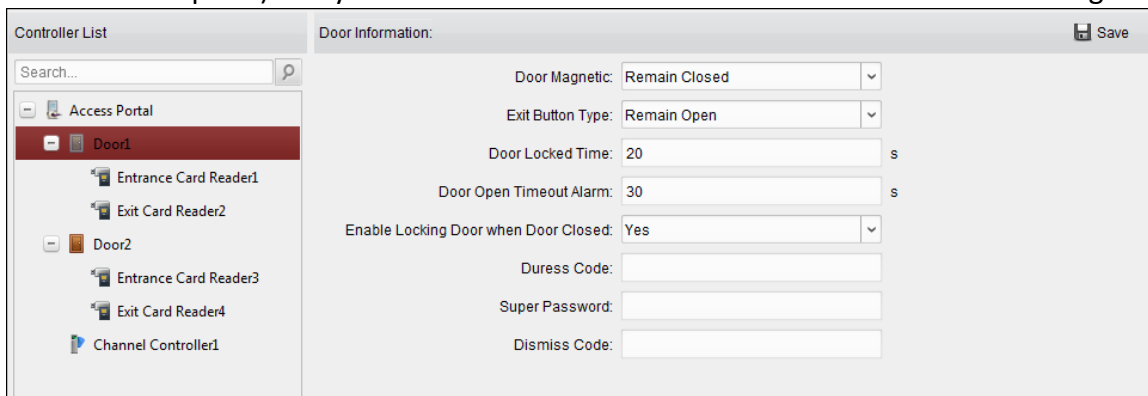 Controller List
Door Information:
Save
Search...
Access Portal
Door1
Entrance Card Reader1
Exit Card Reader2
Door2
Entrance Card Reader3
Exit Card Reader4
Channel Controller1
Door Magnetic: Remain Closed
Exit Button Type: Remain Open
Door Locked Time: 20 s
Door Open Timeout Alarm: 30 s
Enable Locking Door when Door Closed: Yes
Duress Code:
Super Password:
Dismiss Code: